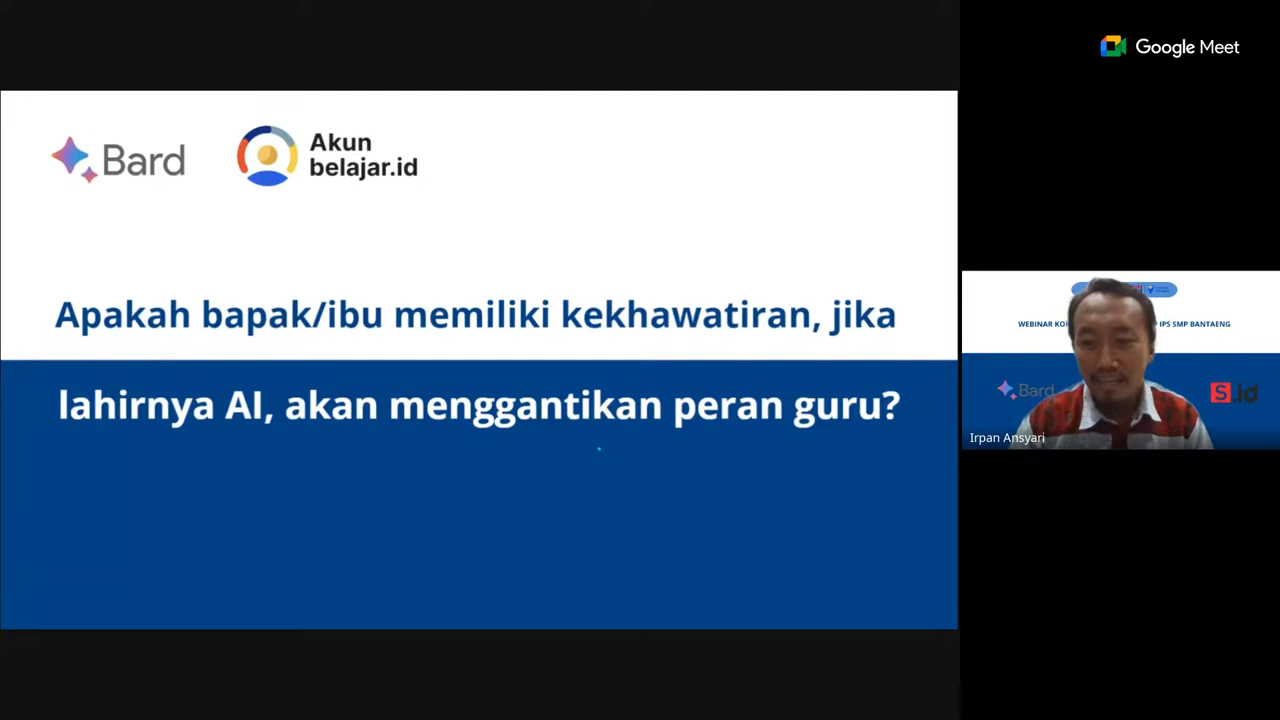 Google Meet
Bard
Akun
belajar.id
Apakah bapak/ibu memiliki kekhawatiran, jika
lahirnya AI, akan menggantikan peran guru?
WEBINAR IPS SMP BANTAENG
Bard
S.id
Irpan Ansyari